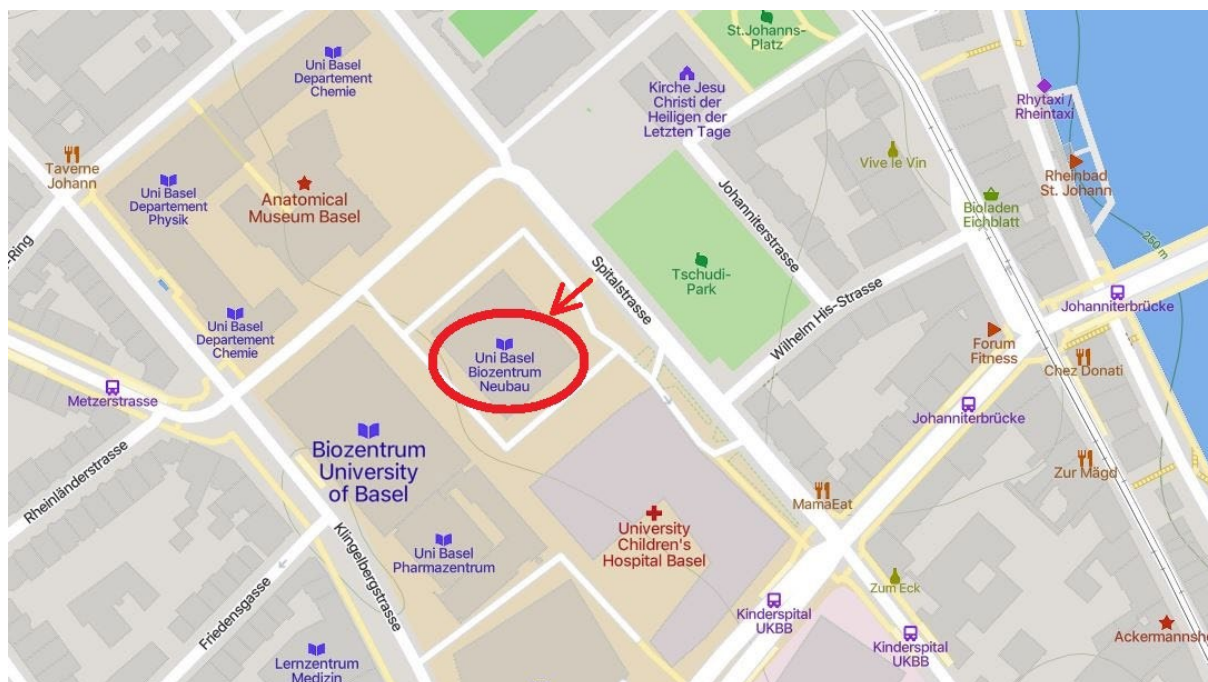 St.Johanns-
Platz
Uni Basel
Departement
Chemie
Kirche Jesu
Christi der
Heiligen der
Letzten Tage
Rhytaxi /
Rheintaxi
Taverne
Johann
Vive le Vin
Rheinbad
St. Johann
Uni Basel
Departement
Physik
Anatomical
Museum Basel
Johanniterstrasse
Bioladen
Eichblatt
-Ring
250 m
Spitalstrasse
Tschudi-
Park
Wilhelm His-Strasse
Johanniterbrücke
Uni Basel
Departement
Chemie
Uni Basel
Biozentrum
Neubau
Forum
Fitness
Chez Donati
Metzerstrasse
Johanniterbrücke
Biozentrum
University
of Basel
Rheinländerstrasse
Zur Mägd
MamaEat
University
Children's
Hospital Basel
Uni Basel
Pharmazentrum
Klingelbergstrasse
Friedensgasse
Zum Eck
Kinderspital
UKBB
Kinderspital
UKBB
Ackermannsho
Lernzentrum
Medizin